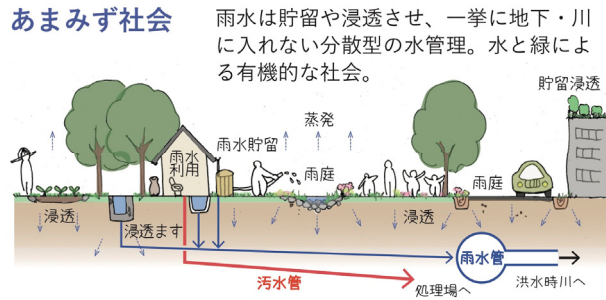 あまみず社会
雨水は貯留や浸透させ、一挙に地下・川
に入れない分散型の水管理。水と緑によ
る有機的な社会。
貯留浸透
蒸発
雨水貯留
雨水
利用
雨庭
雨庭
浸透
浸透ます
浸透
雨水管
汚水管
処理場へ
洪水時川へ